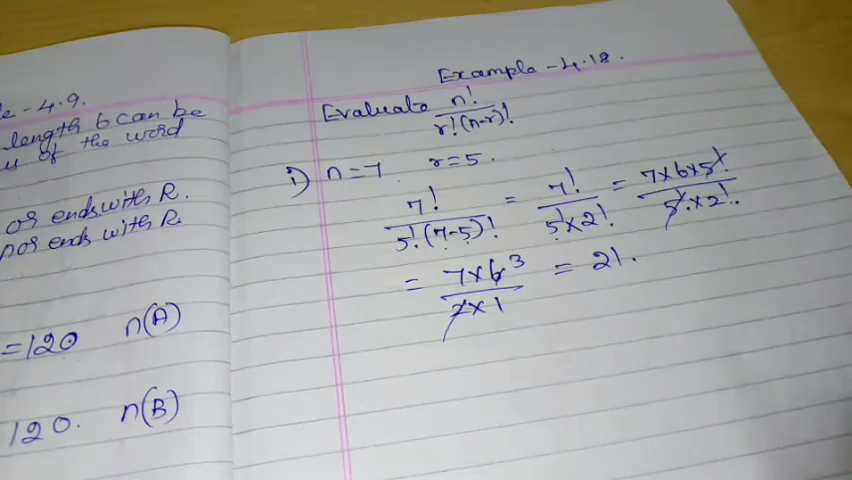 e - 4.9.
length 6 can be
of the word
or ends with R.
nor ends with R.
=120 n(A)
120. n(B)
Example - 4.18.
Evaluate n! / r!(n-r)!
i) n=7 r=5.
7! / 5!(7-5)! = 7! / 5!×2! = 7×6×5! / 5!×2!.
= 7×6 3 / 2×1 = 21.